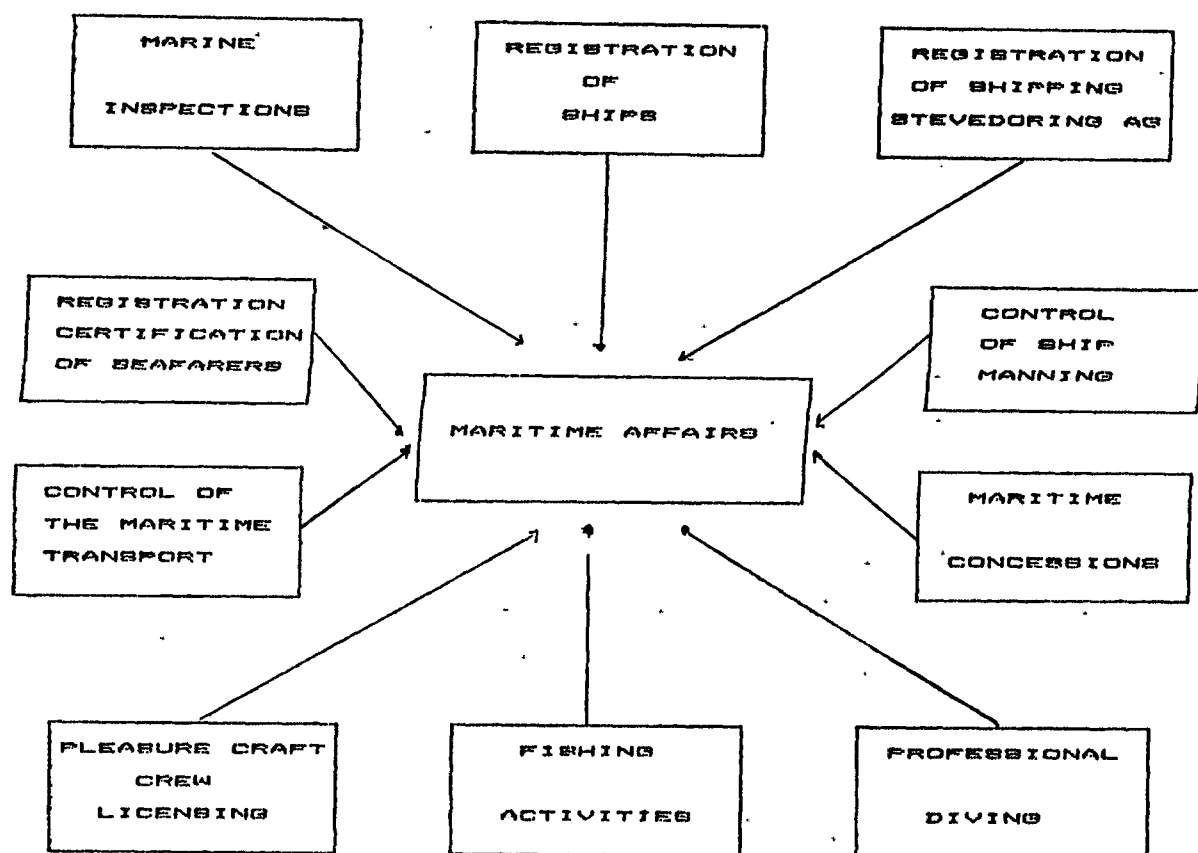 MARINE
INSPECTIONS
REGISTRATION
OF
SHIPS
REGISTRATION
OF SHIPPING
STEVEDORING AG
REGISTRATION
CERTIFICATION
OF SEAFARERS
CONTROL
OF SHIP
MANNING
MARITIME AFFAIRS
CONTROL OF
THE MARITIME
TRANSPORT
MARITIME
CONCESSIONS
PLEASURE CRAFT
CREW
LICENSING
FISHING
ACTIVITIES
PROFESSIONAL
DIVING